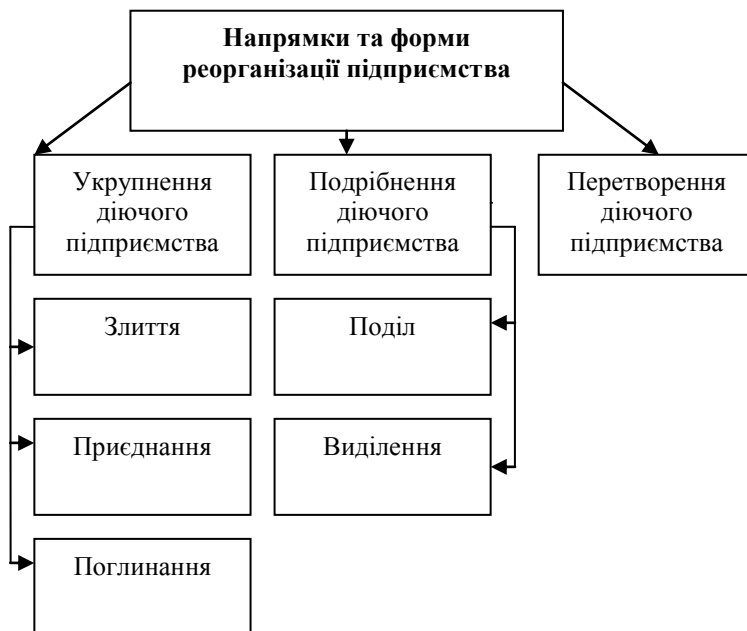 Напрямки та форми
реорганізації підприємства
Укрупнення
діючого
підприємства
Подрібнення
діючого
підприємства
Перетворення
діючого
підприємства
Злиття
Поділ
Приєднання
Виділення
Поглинання